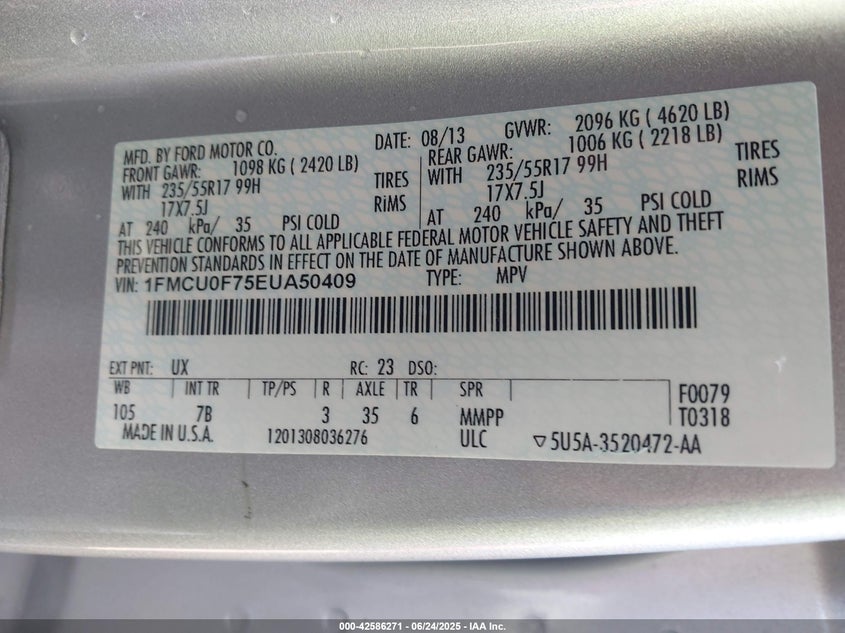 MFD. BY FORD MOTOR CO. DATE: 08/13 GVWR: 2096 KG ( 4620 LB)
FRONT GAWR: 1098 KG ( 2420 LB) REAR GAWR: 1006 KG ( 2218 LB)
WITH 235/55R17 99H TIRES WITH 235/55R17 99H TIRES
17X7.5J RIMS 17X7.5J RIMS
AT 240 kPa/ 35 PSI COLD AT 240 kPa/ 35 PSI COLD
THIS VEHICLE CONFORMS TO ALL APPLICABLE FEDERAL MOTOR VEHICLE SAFETY AND THEFT
PREVENTION STANDARDS IN EFFECT ON THE DATE OF MANUFACTURE SHOWN ABOVE.
VIN: 1FMCU0F75EUA50409 TYPE: MPV
EXT PNT: UX RC: 23 DSO:
WB INT TR TP/PS R AXLE TR SPR F0079
105 7B 3 35 6 MMPP T0318
MADE IN U.S.A. 1201308036276 ULC ▽5U5A-3520472-AA
000-42586271 - 06/24/2025 - IAA Inc.